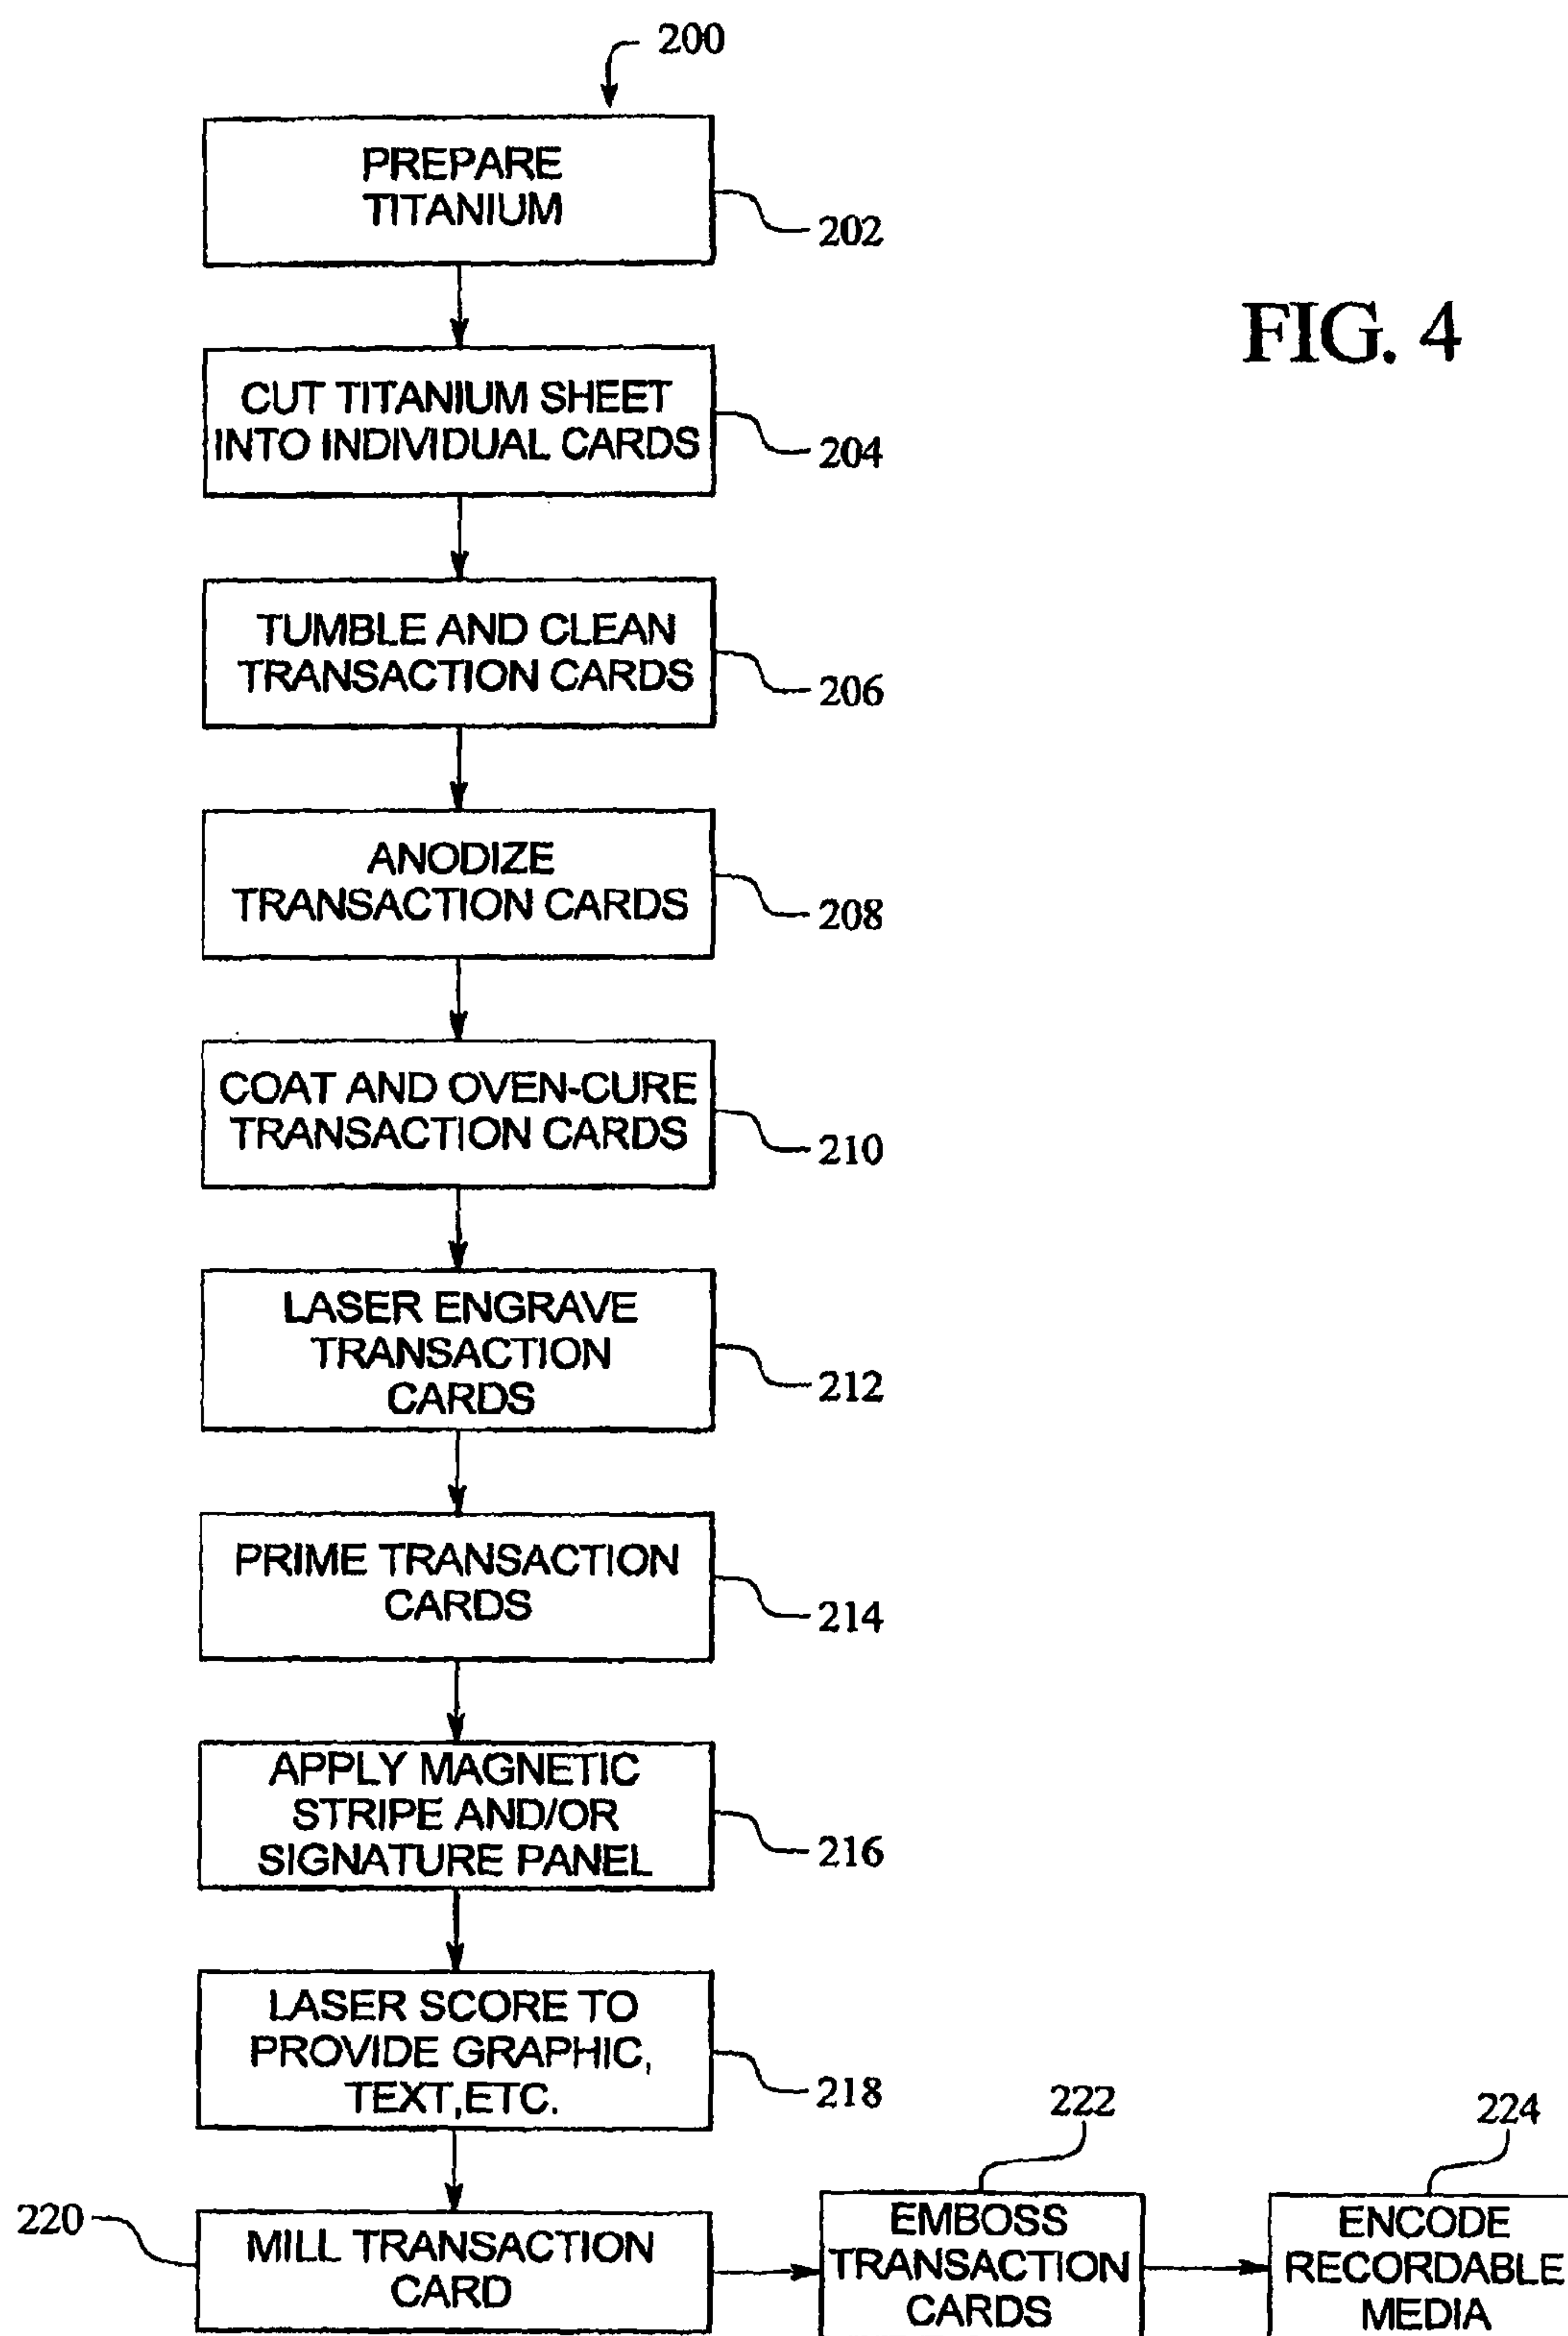 200
PREPARE
TITANIUM
202
FIG. 4
CUT TITANIUM SHEET
INTO INDIVIDUAL CARDS
204
TUMBLE AND CLEAN
TRANSACTION CARDS
206
ANODIZE
TRANSACTION CARDS
208
COAT AND OVEN-CURE
TRANSACTION CARDS
210
LASER ENGRAVE
TRANSACTION
CARDS
212
PRIME TRANSACTION
CARDS
214
APPLY MAGNETIC
STRIPE AND/OR
SIGNATURE PANEL
216
LASER SCORE TO
PROVIDE GRAPHIC,
TEXT,ETC.
218
220
MILL TRANSACTION
CARD
222
EMBOSS
TRANSACTION
CARDS
224
ENCODE
RECORDABLE
MEDIA